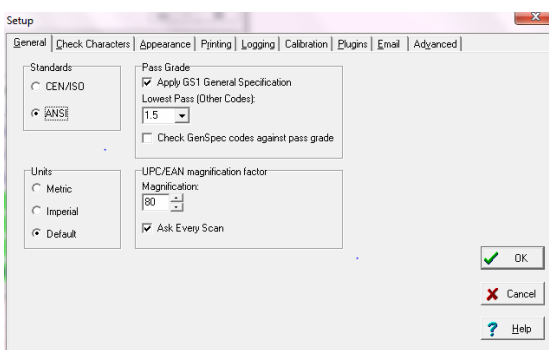 Setup
General Check Characters Appearance Printing Logging Calibration Plugins Email Advanced
Standards
CEN/ISO
ANSI
Pass Grade
Apply GS1 General Specification
Lowest Pass (Other Codes):
1.5
Check GenSpec codes against pass grade
Units
Metric
Imperial
Default
UPC/EAN magnification factor
Magnification:
80
Ask Every Scan
OK
Cancel
Help